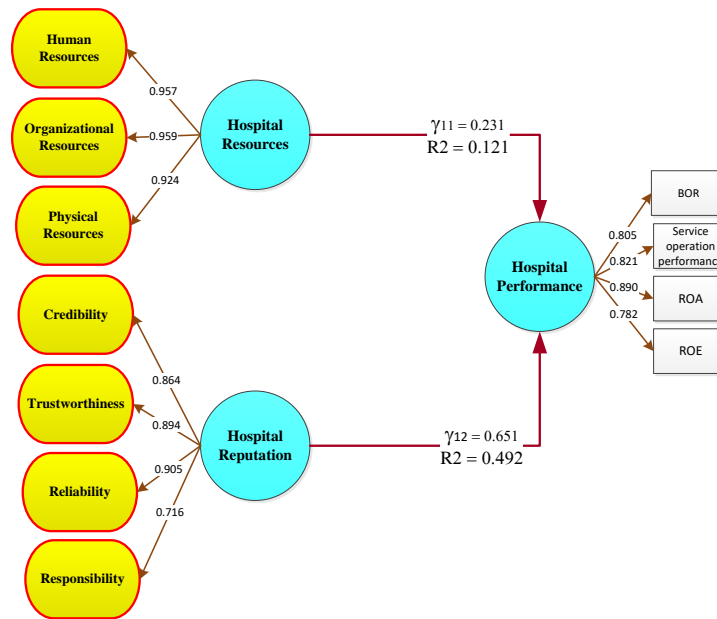 Human
Resources
0.957
Organizational
Resources
0.959
Physical
Resources
0.924
Hospital
Resources
γ11 = 0.231
R2 = 0.121
Credibility
0.864
Trustworthiness
0.894
Reliability
0.905
Responsibility
0.716
Hospital
Reputation
γ12 = 0.651
R2 = 0.492
Hospital
Performance
0.805
BOR
0.821
Service
operation
performanc
0.890
ROA
0.782
ROE